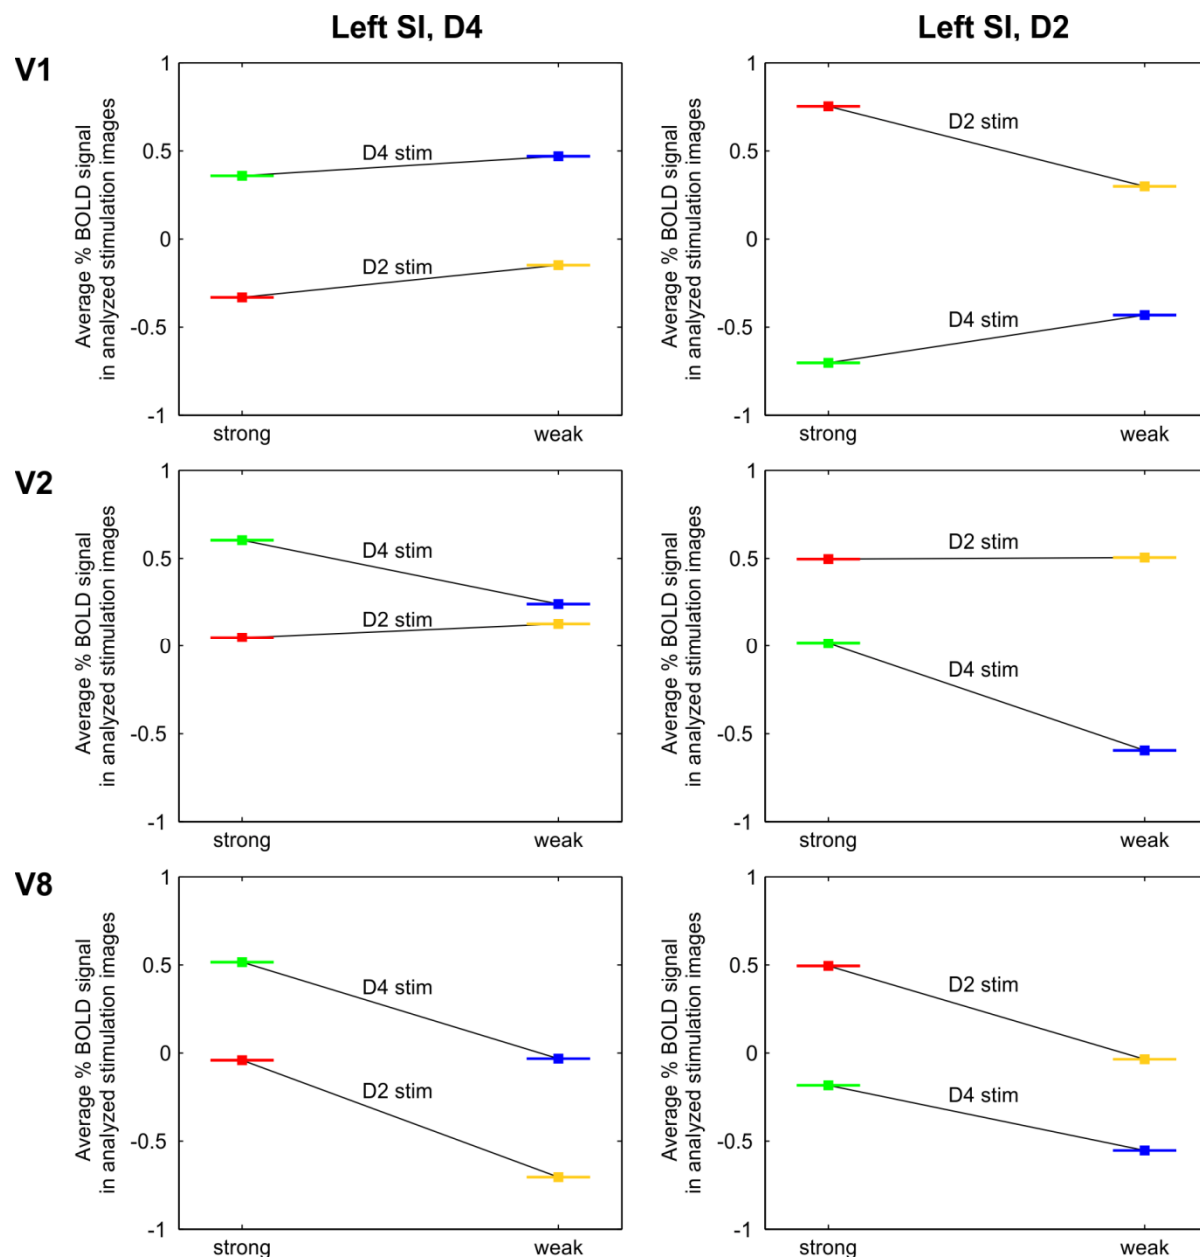 Left SI, D4
Left SI, D2
V1
Average % BOLD signal
in analyzed stimulation images
1
0.5
0
-0.5
-1
D4 stim
D2 stim
strong
weak
Average % BOLD signal
in analyzed stimulation images
1
0.5
0
-0.5
-1
D2 stim
D4 stim
strong
weak
V2
Average % BOLD signal
in analyzed stimulation images
1
0.5
0
-0.5
-1
D4 stim
D2 stim
strong
weak
Average % BOLD signal
in analyzed stimulation images
1
0.5
0
-0.5
-1
D2 stim
D4 stim
strong
weak
V8
Average % BOLD signal
in analyzed stimulation images
1
0.5
0
-0.5
-1
D4 stim
D2 stim
strong
weak
Average % BOLD signal
in analyzed stimulation images
1
0.5
0
-0.5
-1
D2 stim
D4 stim
strong
weak